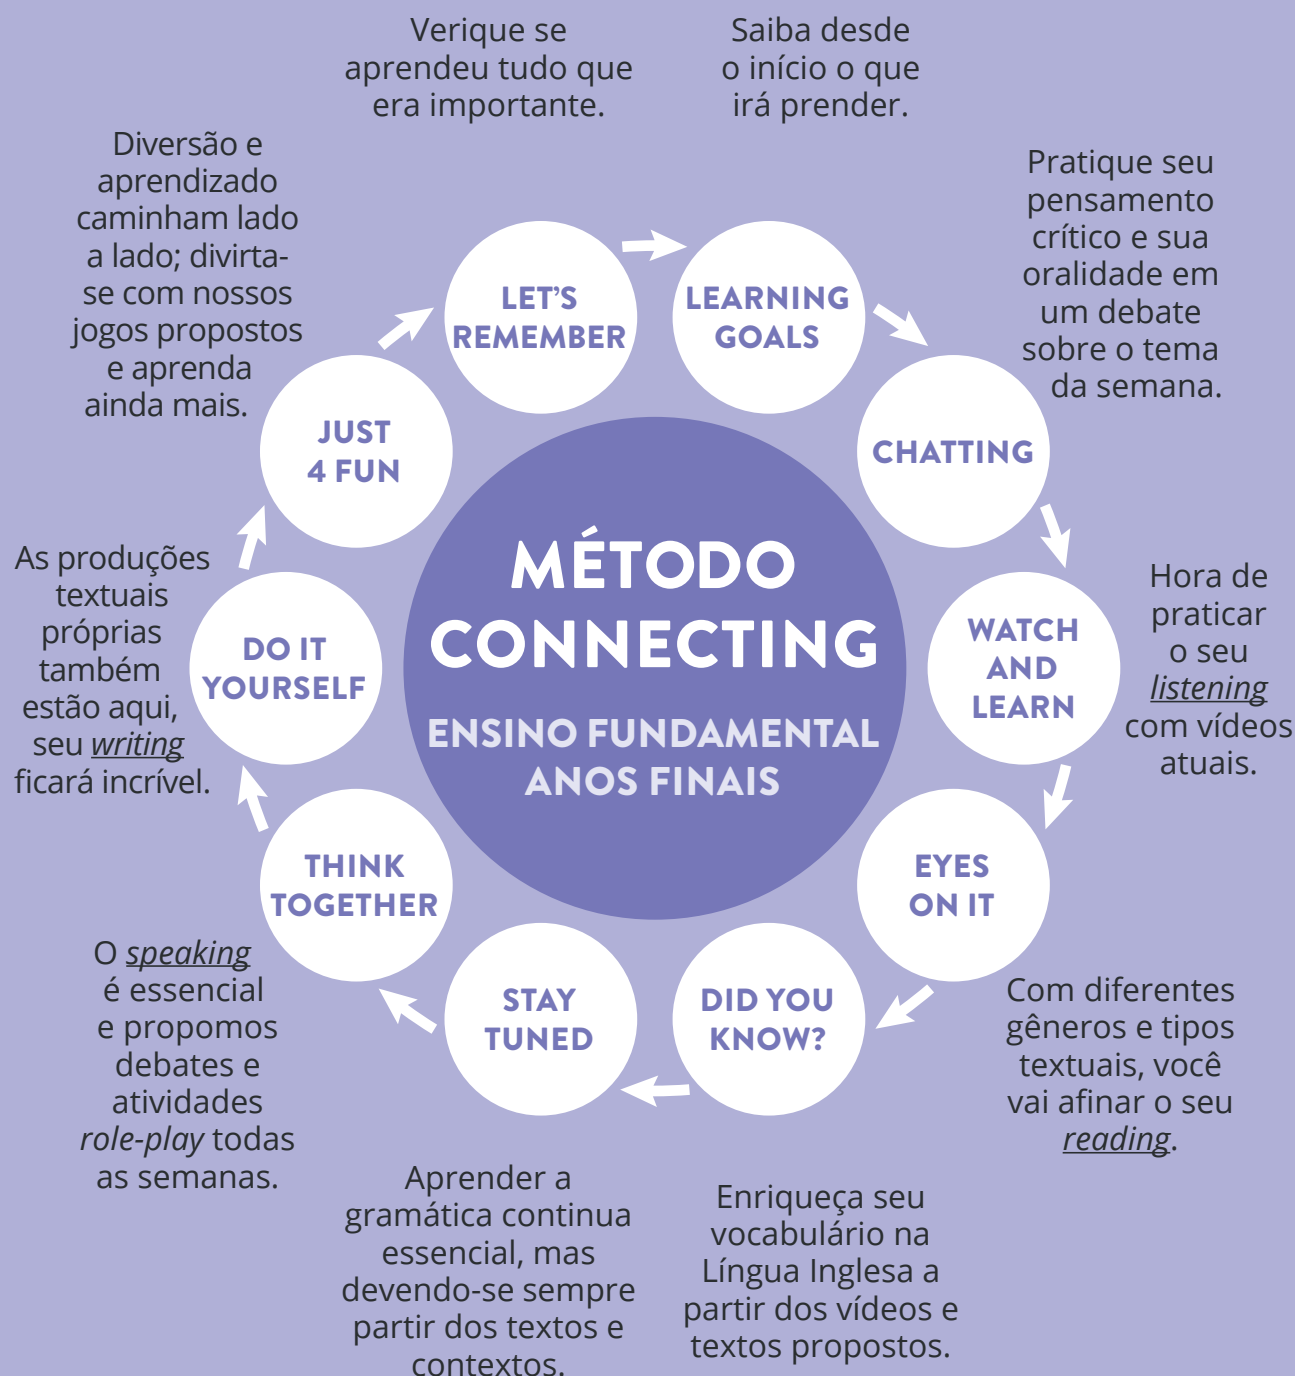 MÉTODO
CONNECTING
ENSINO FUNDAMENTAL
ANOS FINAIS
LEARNING
GOALS
Saiba desde
o início o que
irá prender.
CHATTING
Pratique seu
pensamento
crítico e sua
oralidade em
um debate
sobre o tema
da semana.
WATCH
AND
LEARN
Hora de
praticar
o seu
listening
com vídeos
atuais.
EYES
ON IT
Com diferentes
gêneros e tipos
textuais, você
vai afinar o seu
reading.
DID YOU
KNOW?
Enriqueça seu
vocabulário na
Língua Inglesa a
partir dos vídeos e
textos propostos.
STAY
TUNED
Aprender a
gramática continua
essencial, mas
devendo-se sempre
partir dos textos e
contextos.
THINK
TOGETHER
O speaking
é essencial
e propomos
debates e
atividades
role-play todas
as semanas.
DO IT
YOURSELF
As produções
textuais
próprias
também
estão aqui,
seu writing
ficará incrível.
JUST
4 FUN
Diversão e
aprendizado
caminham lado
a lado; divirta-
se com nossos
jogos propostos
e aprenda
ainda mais.
LET'S
REMEMBER
Verique se
aprendeu tudo que
era importante.